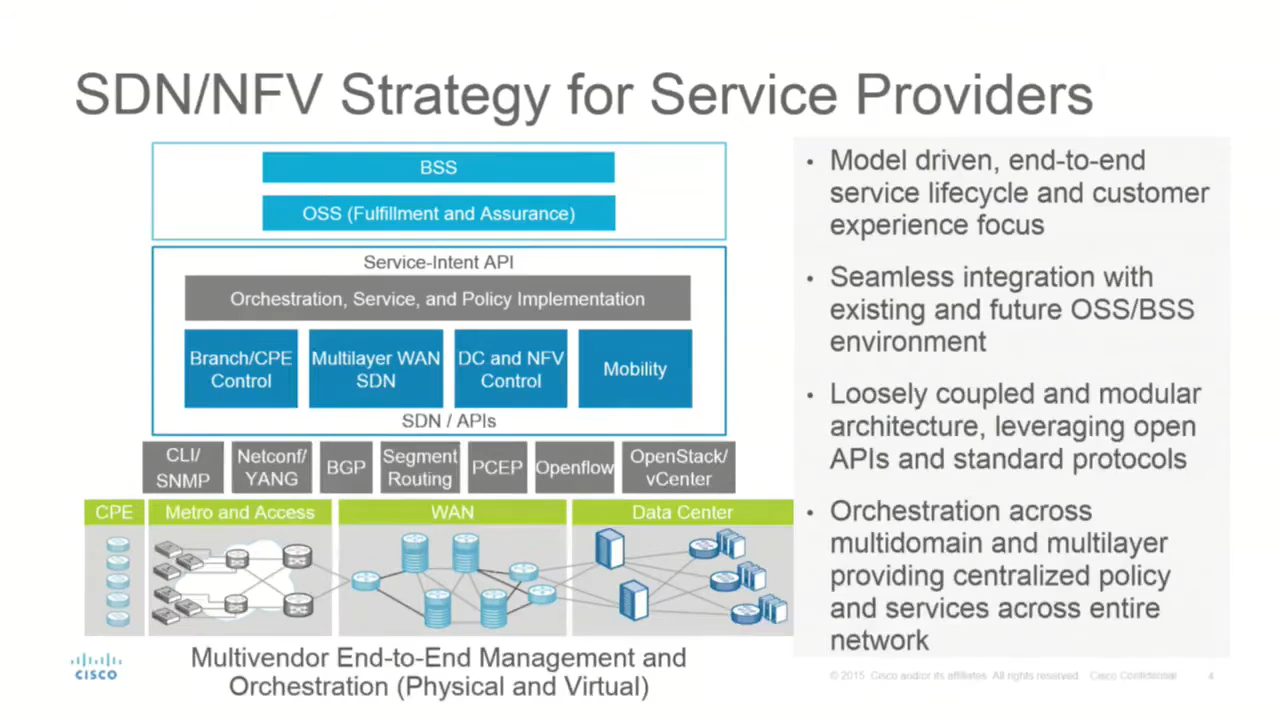 SDN/NFV Strategy for Service Providers
BSS
OSS (Fulfillment and Assurance)
Service-Intent API
Orchestration, Service, and Policy Implementation
Branch/CPE
Control
Multilayer WAN
SDN
DC and NFV
Control
Mobility
SDN / APIs
CLI/
SNMP
Netconf/
YANG
BGP
Segment
Routing
PCEP
Openflow
OpenStack/
vCenter
CPE
Metro and Access
WAN
Data Center
Multivendor End-to-End Management and
Orchestration (Physical and Virtual)
• Model driven, end-to-end
service lifecycle and customer
experience focus
• Seamless integration with
existing and future OSS/BSS
environment
• Loosely coupled and modular
architecture, leveraging open
APIs and standard protocols
• Orchestration across
multidomain and multilayer
providing centralized policy
and services across entire
network
CISCO
© 2015 Cisco and/or its affiliates. All rights reserved. Cisco Confidential
4